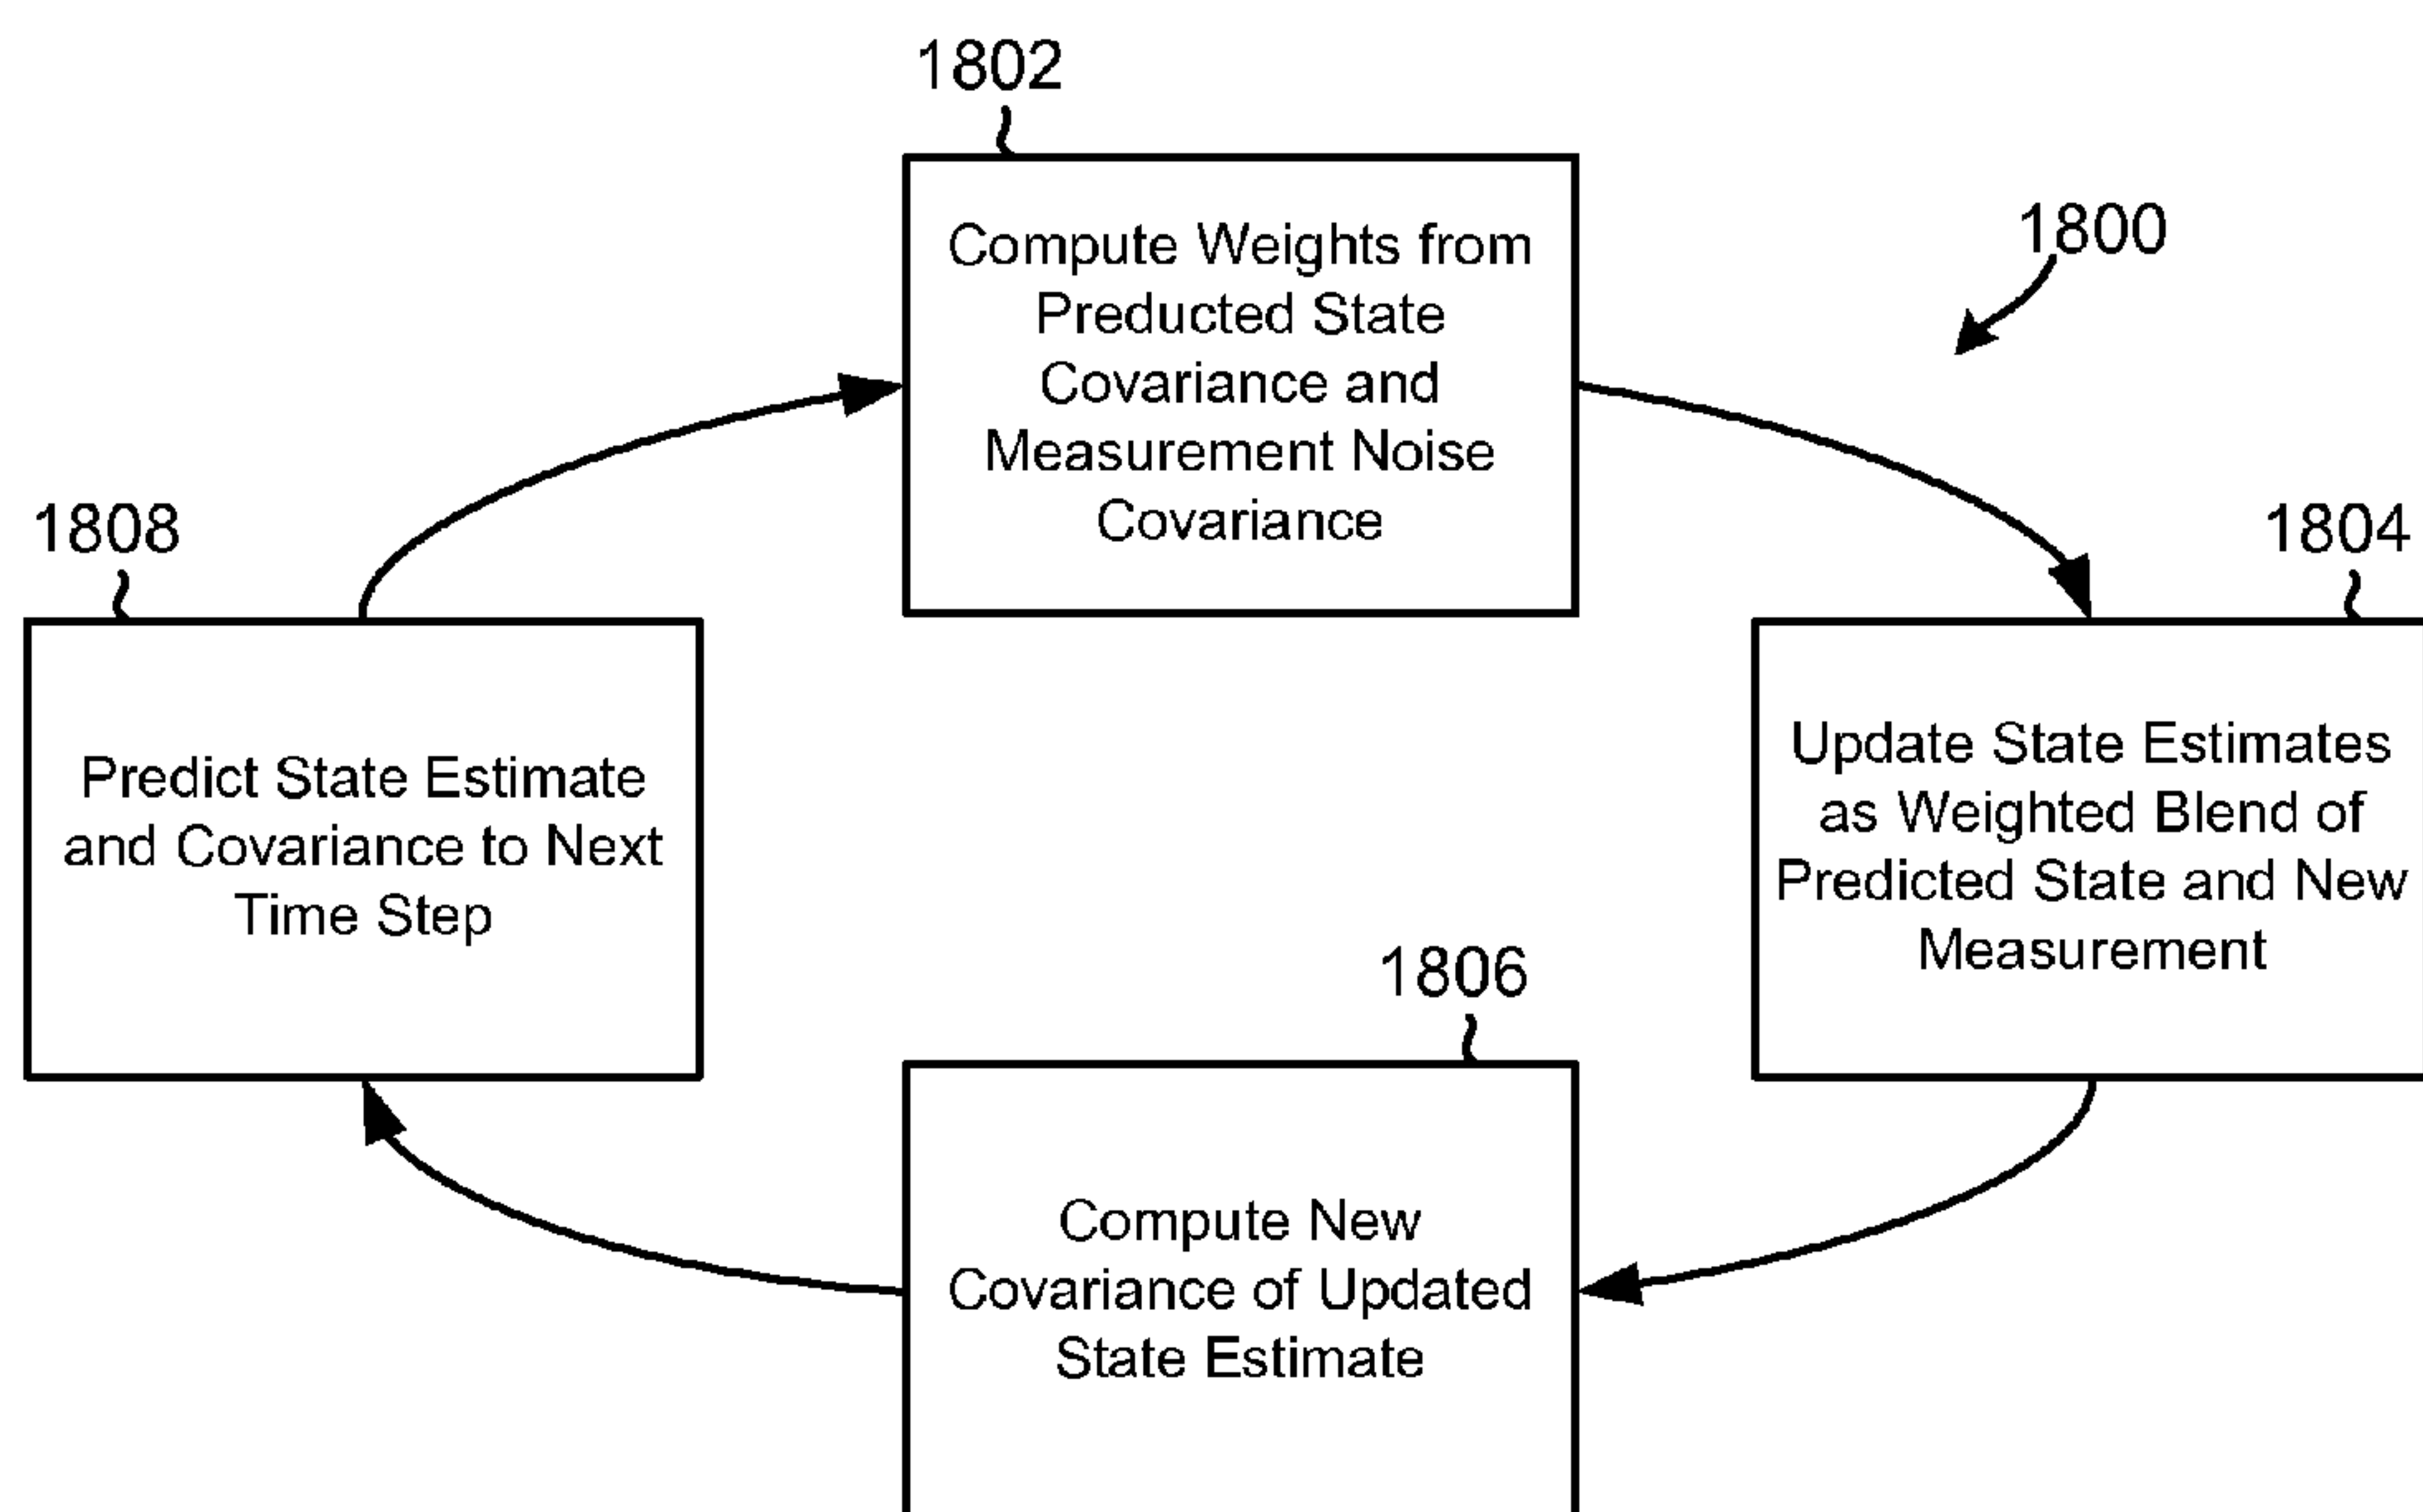 1802
Compute Weights from
Preducted State
Covariance and
Measurement Noise
Covariance
1800
1808
Predict State Estimate
and Covariance to Next
Time Step
1804
Update State Estimates
as Weighted Blend of
Predicted State and New
Measurement
1806
Compute New
Covariance of Updated
State Estimate